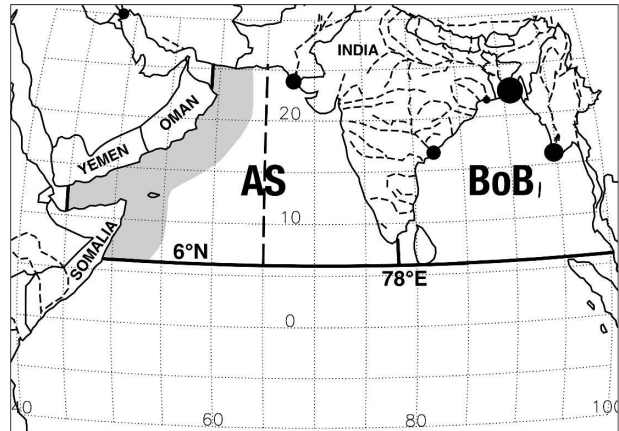 INDIA
OMAN
YEMEN
20
AS
BoB
10
6°N
SOMALIA
78°E
0
40
60
80
100